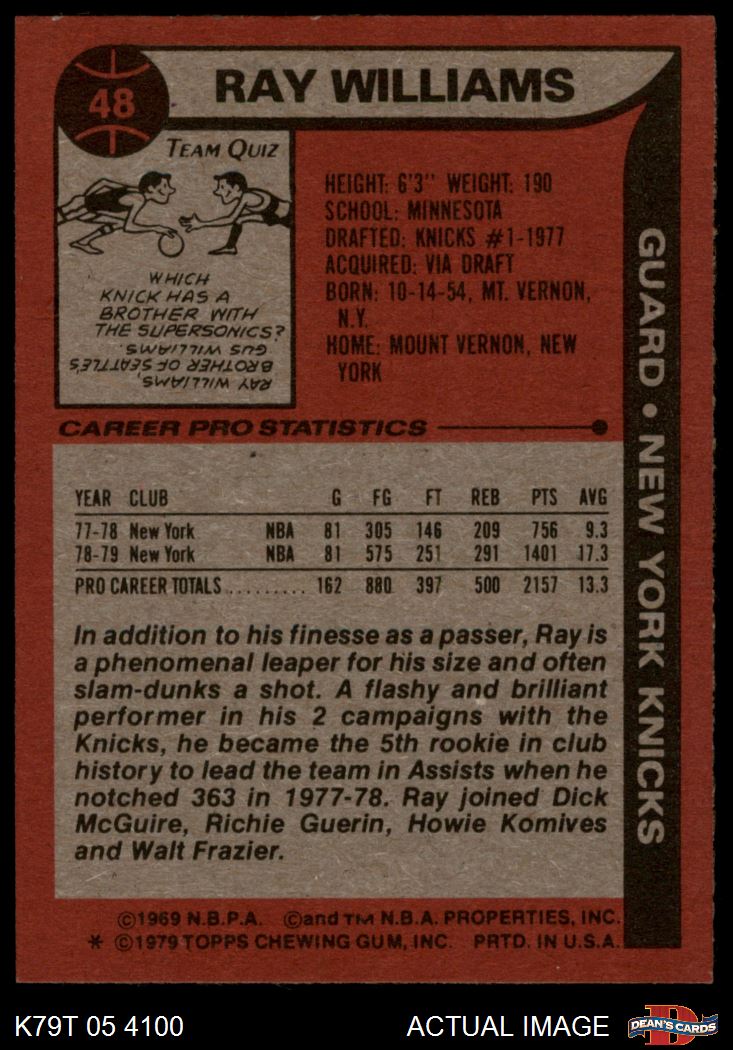 48
RAY WILLIAMS
TEAM QUIZ
WHICH
KNICK HAS A
BROTHER WITH
THE SUPERSONICS?
RAY WILLIAMS,
BROTHER OF SEATTLE'S
GUS WILLIAMS.
HEIGHT: 6'3" WEIGHT: 190
SCHOOL: MINNESOTA
DRAFTED: KNICKS #1-1977
ACQUIRED: VIA DRAFT
BORN: 10-14-54, MT. VERNON,
N.Y.
HOME: MOUNT VERNON, NEW
YORK
GUARD • NEW YORK KNICKS
CAREER PRO STATISTICS
YEAR CLUB G FG FT REB PTS AVG
77-78 New York NBA 81 305 146 209 756 9.3
78-79 New York NBA 81 575 251 291 1401 17.3
PRO CAREER TOTALS ......... 162 880 397 500 2157 13.3
In addition to his finesse as a passer, Ray is
a phenomenal leaper for his size and often
slam-dunks a shot. A flashy and brilliant
performer in his 2 campaigns with the
Knicks, he became the 5th rookie in club
history to lead the team in Assists when he
notched 363 in 1977-78. Ray joined Dick
McGuire, Richie Guerin, Howie Komives
and Walt Frazier.
©1969 N.B.P.A. ©and TM N.B.A. PROPERTIES, INC.
* ©1979 TOPPS CHEWING GUM, INC. PRTD. IN U.S.A.
K79T 05 4100 ACTUAL IMAGE
D
DEAN'S CARDS